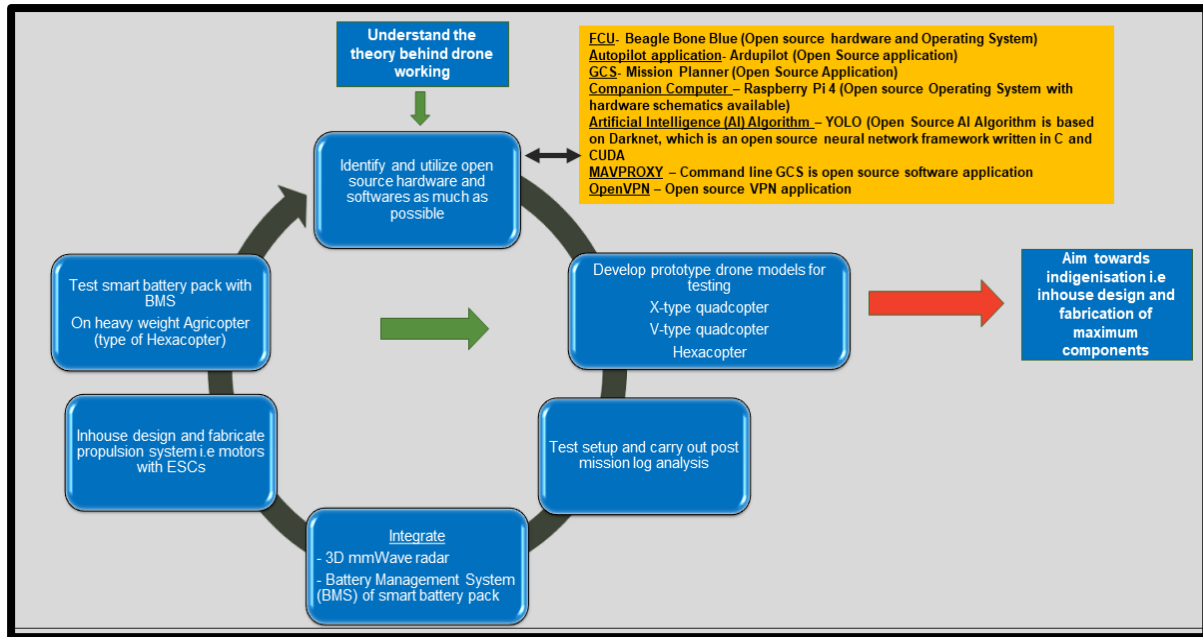 Understand the
theory behind drone
working
FCU- Beagle Bone Blue (Open source hardware and Operating System)
Autopilot application- Ardupilot (Open Source application)
GCS- Mission Planner (Open Source Application)
Companion Computer – Raspberry Pi 4 (Open source Operating System with
hardware schematics available)
Artificial Intelligence (AI) Algorithm – YOLO (Open Source AI Algorithm is based
on Darknet, which is an open source neural network framework written in C and
CUDA
MAVPROXY – Command line GCS is open source software application
OpenVPN – Open source VPN application
Identify and utilize open
source hardware and
softwares as much as
possible
Develop prototype drone models for
testing
X-type quadcopter
V-type quadcopter
Hexacopter
Aim towards
indigenisation i.e
inhouse design and
fabrication of
maximum
components
Test setup and carry out post
mission log analysis
Integrate
- 3D mmWave radar
- Battery Management System
(BMS) of smart battery pack
Inhouse design and fabricate
propulsion system i.e motors
with ESCs
Test smart battery pack with
BMS
On heavy weight Agricopter
(type of Hexacopter)